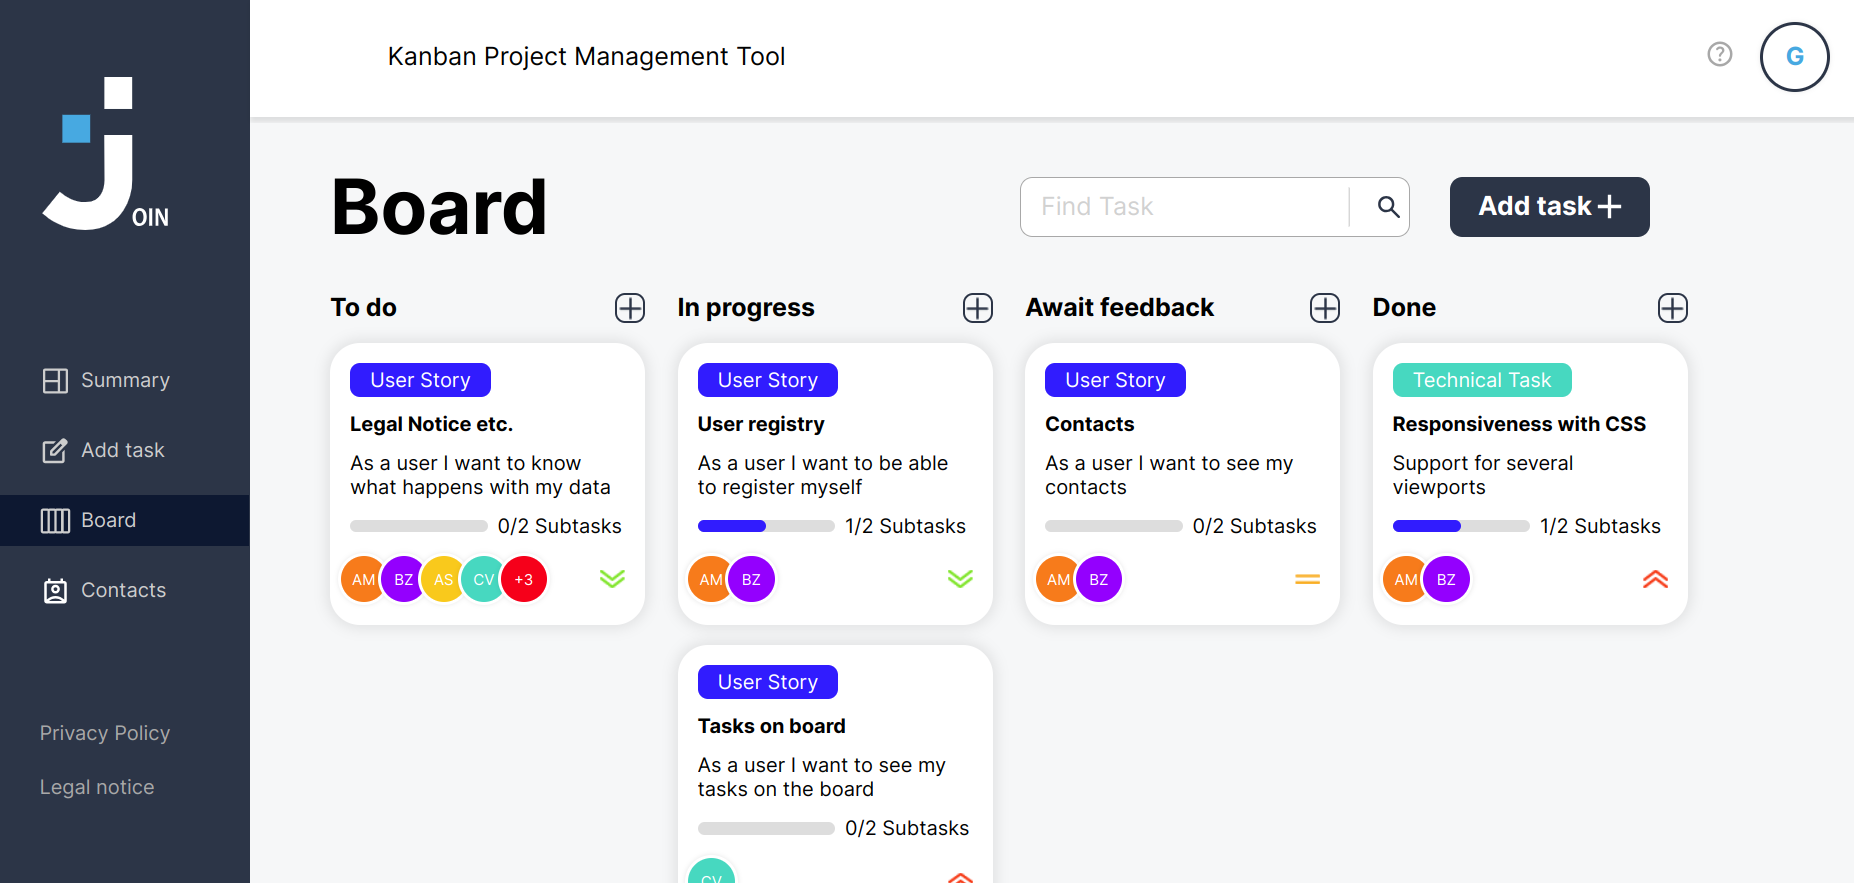 OIN
Summary
Add task
Board
Contacts
Privacy Policy
Legal notice
Kanban Project Management Tool
?
G
Board
Find Task
Add task
To do
User Story
Legal Notice etc.
As a user I want to know
what happens with my data
0/2 Subtasks
AM BZ AS CV +3
In progress
User Story
User registry
As a user I want to be able
to register myself
1/2 Subtasks
AM BZ
User Story
Tasks on board
As a user I want to see my
tasks on the board
0/2 Subtasks
CV
Await feedback
User Story
Contacts
As a user I want to see my
contacts
0/2 Subtasks
AM BZ
Done
Technical Task
Responsiveness with CSS
Support for several
viewports
1/2 Subtasks
AM BZ